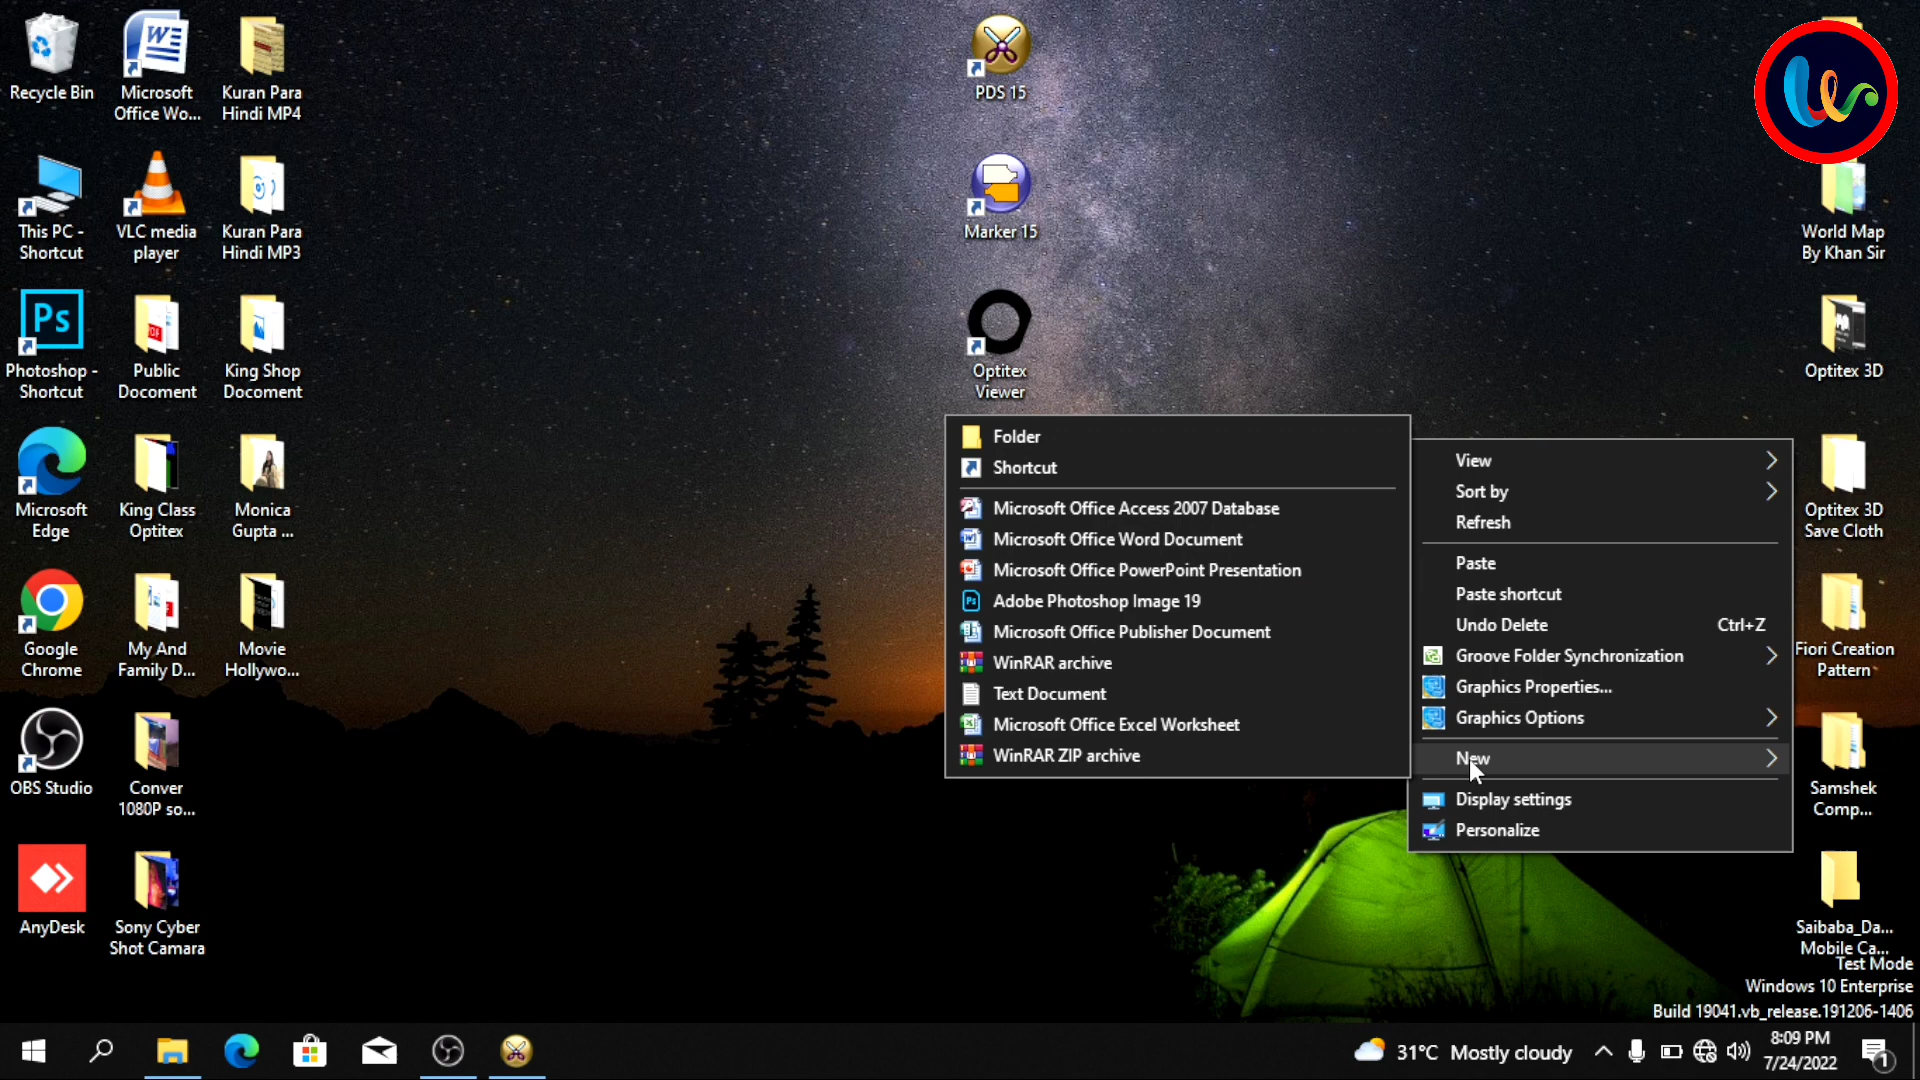 Recycle Bin
Microsoft
Office Wo...
Kuran Para
Hindi MP4
PDS 15
This PC -
Shortcut
VLC media
player
Kuran Para
Hindi MP3
Marker 15
World Map
By Khan Sir
Photoshop -
Shortcut
Public
Document
King Shop
Document
Optitex
Viewer
Optitex 3D
Microsoft
Edge
King Class
Optitex
Monica
Gupta ...
Optitex 3D
Save Cloth
Google
Chrome
My And
Family D...
Movie
Hollywo...
Fiori Creation
Pattern
OBS Studio
Conver
1080P so...
Samshek
Comp...
AnyDesk
Sony Cyber
Shot Camara
Saibaba_Da...
Mobile Ca...
Folder
Shortcut
Microsoft Office Access 2007 Database
Microsoft Office Word Document
Microsoft Office PowerPoint Presentation
Adobe Photoshop Image 19
Microsoft Office Publisher Document
WinRAR archive
Text Document
Microsoft Office Excel Worksheet
WinRAR ZIP archive
View
Sort by
Refresh
Paste
Paste shortcut
Undo Delete Ctrl+Z
Groove Folder Synchronization
Graphics Properties...
Graphics Options
New
Display settings
Personalize
Test Mode
Windows 10 Enterprise
Build 19041.vb_release.191206-1406
31°C Mostly cloudy
8:09 PM
7/24/2022
1